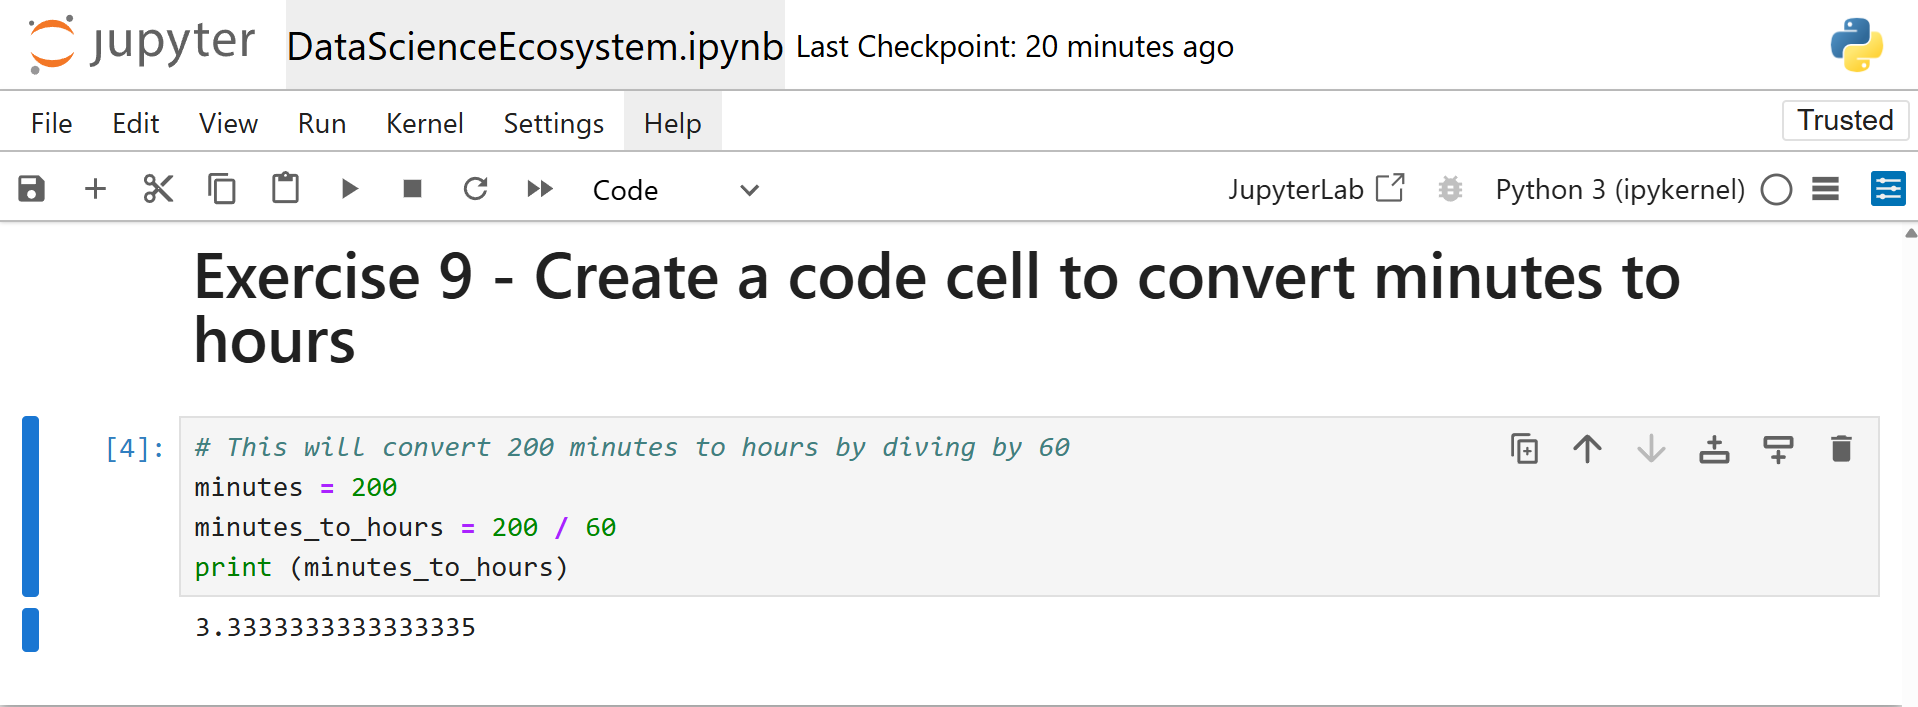 jupyter DataScienceEcosystem.ipynb Last Checkpoint: 20 minutes ago
File Edit View Run Kernel Settings Help Trusted
Code JupyterLab Python 3 (ipykernel)
Exercise 9 - Create a code cell to convert minutes to
hours
[4]: # This will convert 200 minutes to hours by diving by 60
minutes = 200
minutes_to_hours = 200 / 60
print (minutes_to_hours)
3.3333333333333335